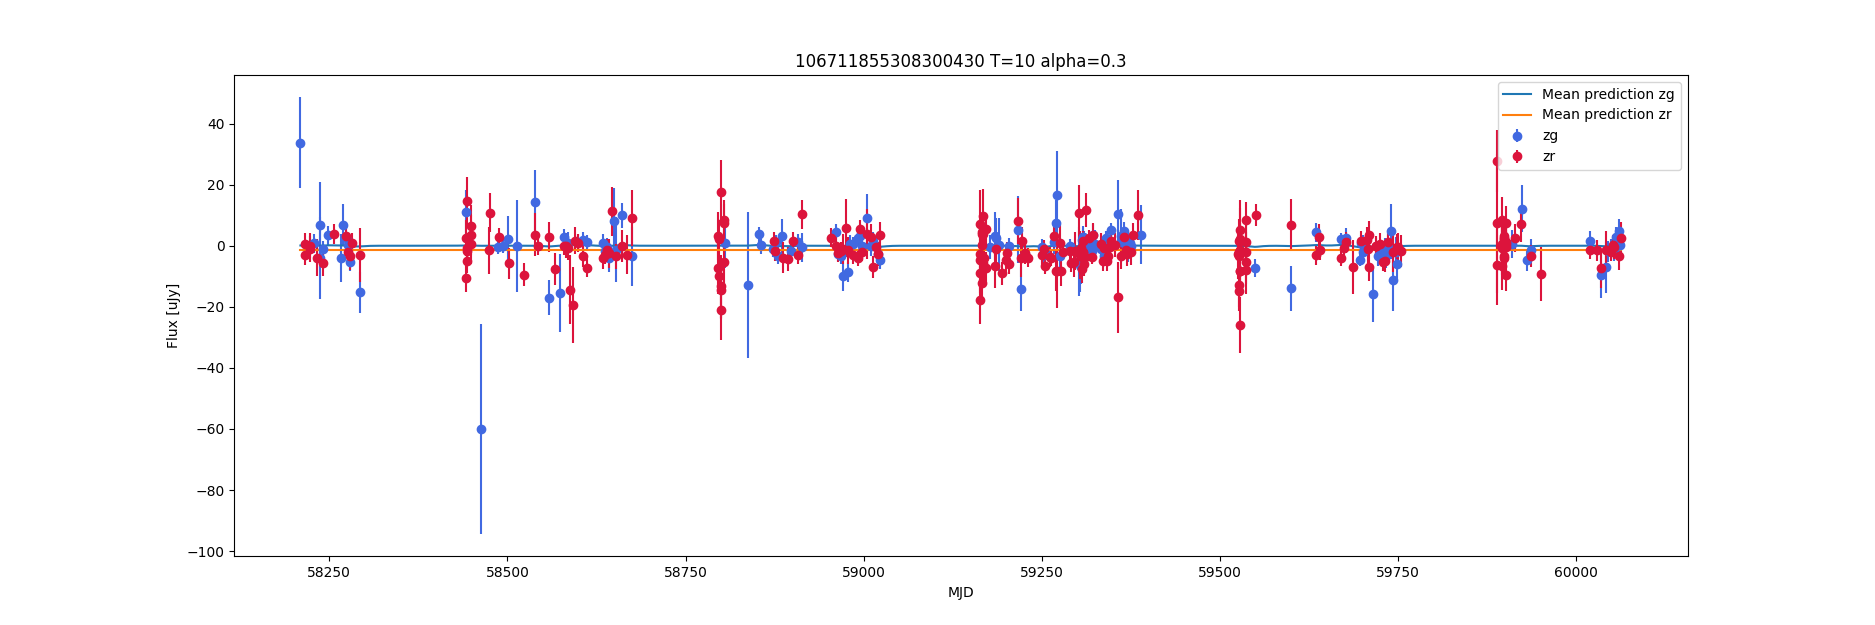 106711855308300430 T=10 alpha=0.3
Mean prediction zg
Mean prediction zr
zg
zr
Flux [uJy]
40
20
0
−20
−40
−60
−80
−100
58250 58500 58750 59000 59250 59500 59750 60000
MJD